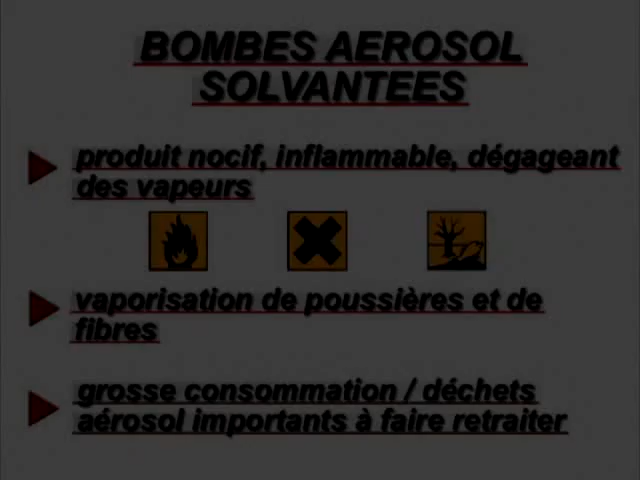 BOMBES AEROSOL
SOLVANTEES
produit nocif, inflammable, dégageant
des vapeurs
vaporisation de poussières et de
fibres
grosse consommation / déchets
aérosol importants à faire retraiter